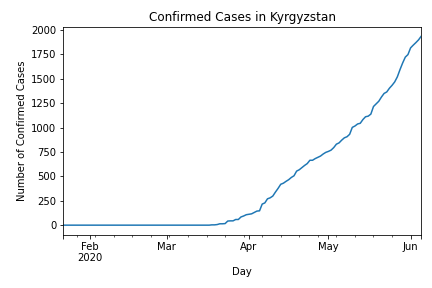 Confirmed Cases in Kyrgyzstan
Number of Confirmed Cases
2000
1750
1500
1250
1000
750
500
250
0
Feb
2020
Mar
Apr
May
Jun
Day